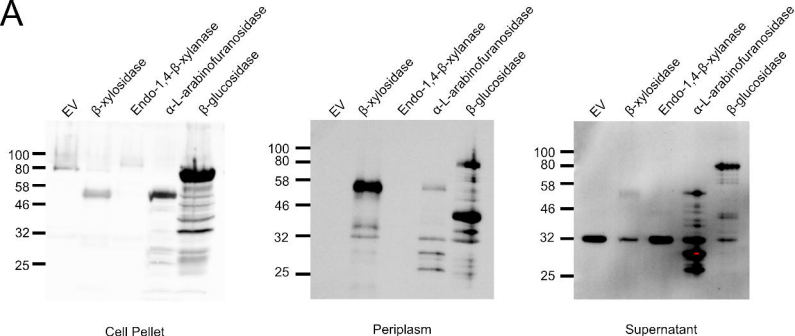 A
EV
β-xylosidase
Endo-1,4-β-xylanase
α-L-arabinofuranosidase
β-glucosidase
100
80
58
46
32
25
Cell Pellet
EV
β-xylosidase
Endo-1,4-β-xylanase
α-L-arabinofuranosidase
β-glucosidase
100
80
58
46
32
25
Periplasm
EV
β-xylosidase
Endo-1,4-β-xylanase
α-L-arabinofuranosidase
β-glucosidase
100
80
58
46
32
25
Supernatant